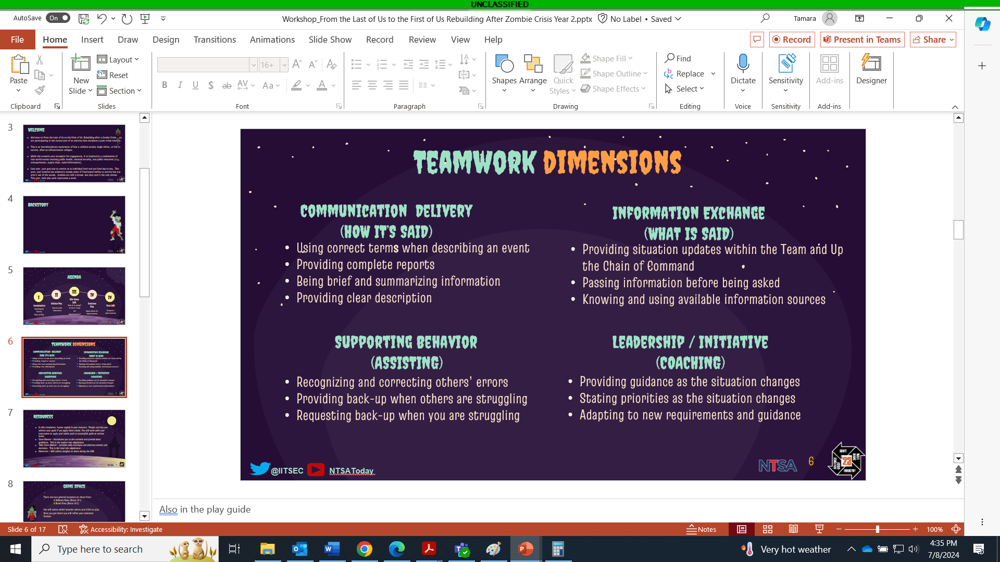 UNCLASSIFIED
AutoSave On
Workshop_From the Last of Us to the First of Us Rebuilding After Zombie Crisis Year 2.pptx
No Label • Saved
Tamara
File Home Insert Draw Design Transitions Animations Slide Show Record Review View Help
Record Present in Teams Share
Paste
New Slide
Layout
Reset
Section
16+
Shapes Arrange Quick Styles
Shape Fill
Shape Outline
Shape Effects
Find
Replace
Select
Dictate Sensitivity Add-ins Designer
Clipboard Slides Font Paragraph Drawing Editing Voice Sensitivity Add-ins
3
WELCOME
4
BACKSTORY
5
AGENDA
6
7
RESOURCES
8
GAME SPACE
TEAMWORK DIMENSIONS
COMMUNICATION DELIVERY
(HOW IT'S SAID)
• Using correct terms when describing an event
• Providing complete reports
• Being brief and summarizing information
• Providing clear description
INFORMATION EXCHANGE
(WHAT IS SAID)
• Providing situation updates within the Team and Up
the Chain of Command
• Passing information before being asked
• Knowing and using available information sources
SUPPORTING BEHAVIOR
(ASSISTING)
• Recognizing and correcting others' errors
• Providing back-up when others are struggling
• Requesting back-up when you are struggling
LEADERSHIP / INITIATIVE
(COACHING)
• Providing guidance as the situation changes
• Stating priorities as the situation changes
• Adapting to new requirements and guidance
@IITSEC NTSAToday
NTSA 6
'23
INDUSTRY
Also in the play guide
Slide 6 of 17 Accessibility: Investigate
Notes 100%
Type here to search
Very hot weather
4:35 PM
7/8/2024